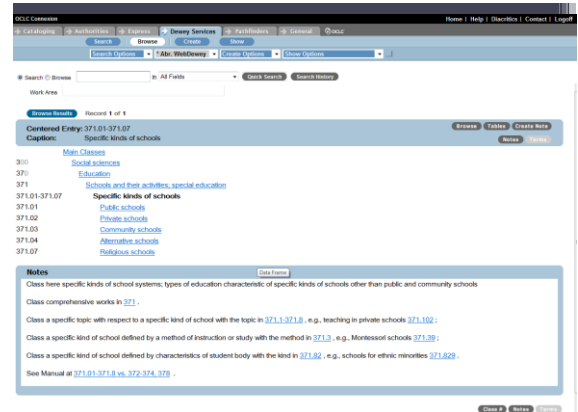 OCLC Connexion
Home | Help | Diacritics | Contact | Logoff
Cataloging Authorities Express Dewey Services Pathfinders General OCLC
Search Browse Create Show
Search Options *Abr. WebDewey Create Options Show Options
Search Browse in All Fields Quick Search Search History
Work Area
Browse Results Record 1 of 1
Centered Entry: 371.01-371.07 Browse Tables Create Note
Caption: Specific kinds of schools Notes Terms
Main Classes
300 Social sciences
370 Education
371 Schools and their activities; special education
371.01-371.07 Specific kinds of schools
371.01 Public schools
371.02 Private schools
371.03 Community schools
371.04 Alternative schools
371.07 Religious schools
Notes Data Forms
Class here specific kinds of school systems; types of education characteristic of specific kinds of schools other than public and community schools
Class comprehensive works in 371 .
Class a specific topic with respect to a specific kind of school with the topic in 371.1-371.8 , e.g., teaching in private schools 371.102 ;
Class a specific kind of school defined by a method of instruction or study with the method in 371.3 , e.g., Montessori schools 371.39 ;
Class a specific kind of school defined by characteristics of student body with the kind in 371.82 , e.g., schools for ethnic minorities 371.829 .
See Manual at 371.01-371.8 vs. 372-374, 378 .
Class # Notes Terms